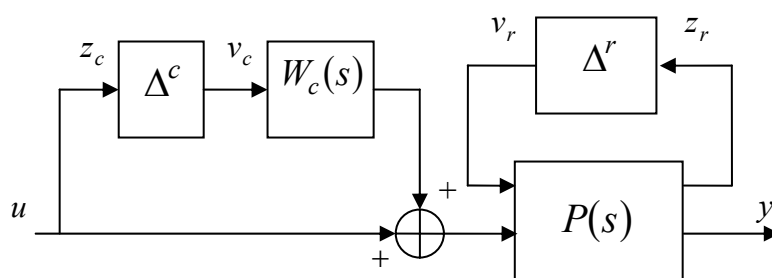 z_c
Δ^c
v_c
W_c(s)
v_r
Δ^r
z_r
+
u
+
P(s)
y